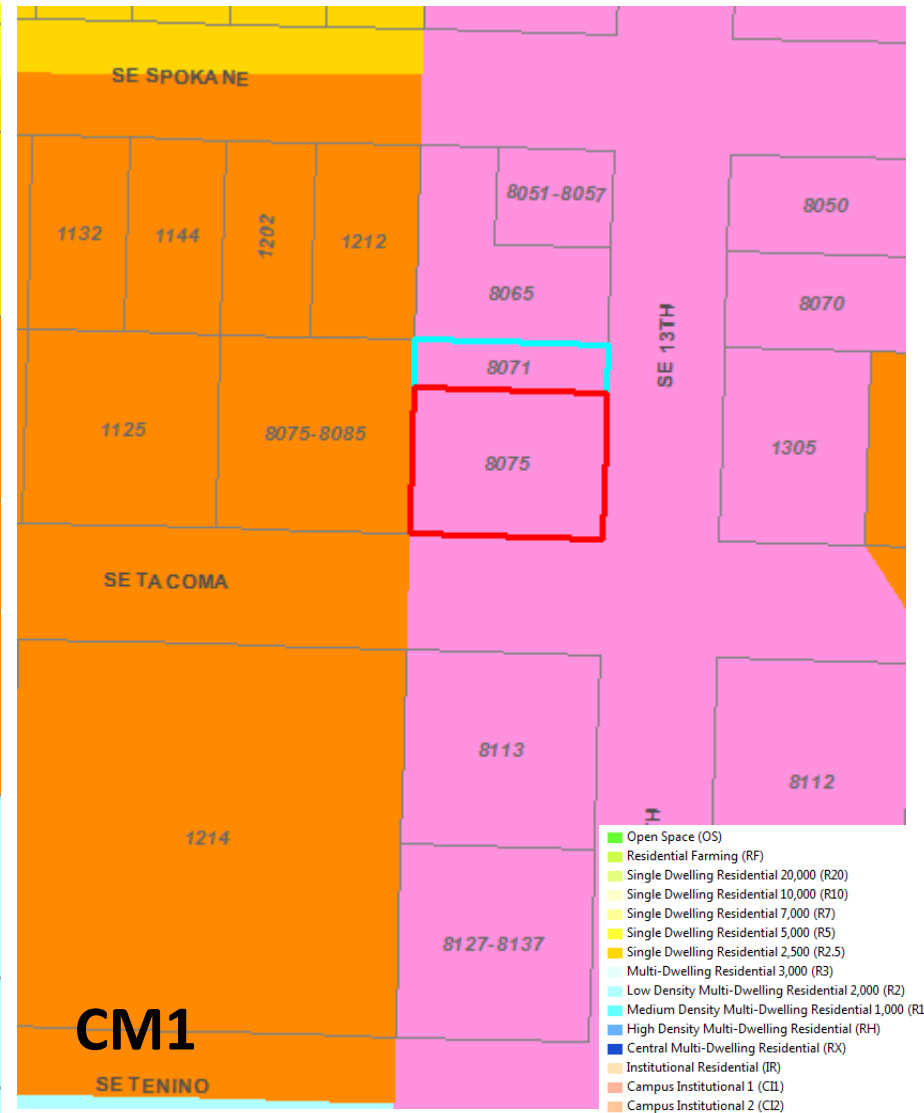 SE SPOKANE
8051-8057
8050
1132
1144
1202
1212
8065
8070
SE 13TH
8071
1125
8075-8085
8075
1305
SE TACOMA
8113
8112
1214
TH
8127-8137
CM1
SE TENINO
Open Space (OS)
Residential Farming (RF)
Single Dwelling Residential 20,000 (R20)
Single Dwelling Residential 10,000 (R10)
Single Dwelling Residential 7,000 (R7)
Single Dwelling Residential 5,000 (R5)
Single Dwelling Residential 2,500 (R2.5)
Multi-Dwelling Residential 3,000 (R3)
Low Density Multi-Dwelling Residential 2,000 (R2)
Medium Density Multi-Dwelling Residential 1,000 (R1
High Density Multi-Dwelling Residential (RH)
Central Multi-Dwelling Residential (RX)
Institutional Residential (IR)
Campus Institutional 1 (CI1)
Campus Institutional 2 (CI2)